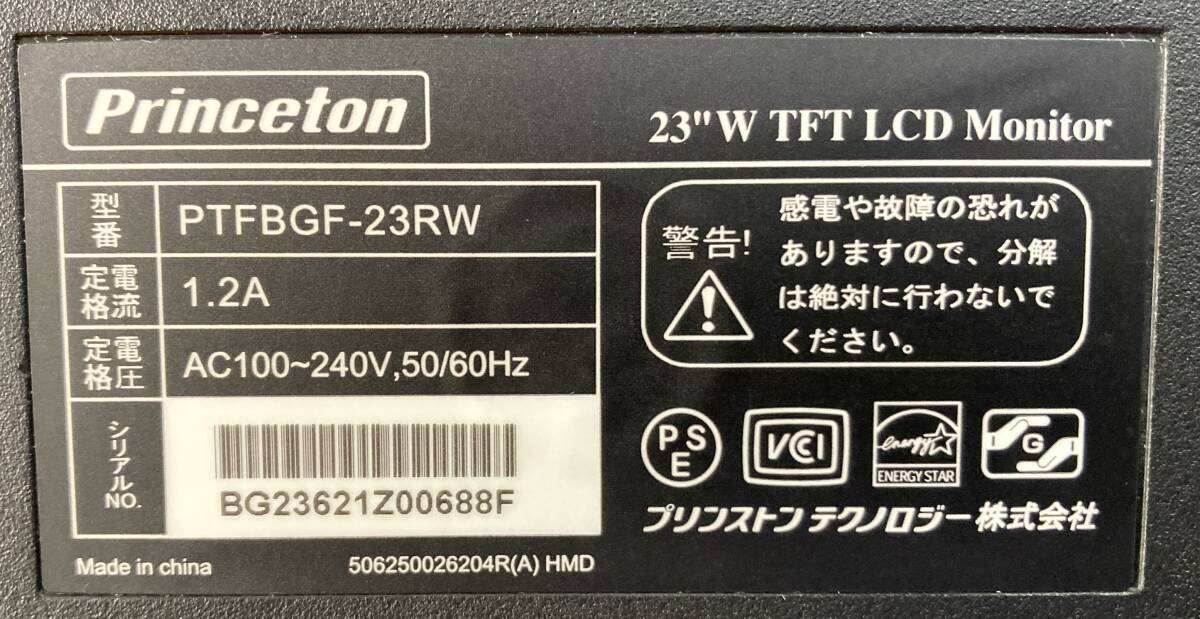 Princeton
23"W TFT LCD Monitor
型番 PTFBGF-23RW
定格電流 1.2A
定格電圧 AC100~240V,50/60Hz
シリアルNO. BG23621Z00688F
Made in china 506250026204R(A) HMD
警告!
感電や故障の恐れが
ありますので、分解
は絶対に行わないで
ください。
PSE VCCI energy ENERGY STAR G
プリンストンテクノロジー株式会社